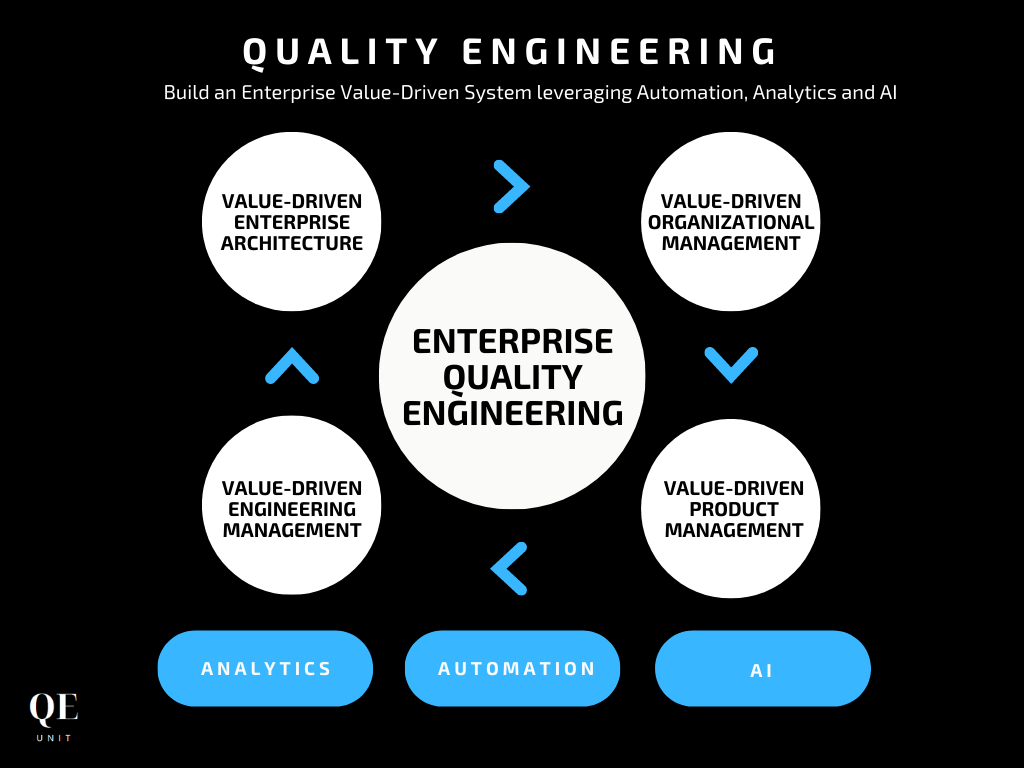 QUALITY ENGINEERING
Build an Enterprise Value-Driven System leveraging Automation, Analytics and AI
VALUE-DRIVEN
ENTERPRISE
ARCHITECTURE
VALUE-DRIVEN
ORGANIZATIONAL
MANAGEMENT
ENTERPRISE
QUALITY
ENGINEERING
VALUE-DRIVEN
ENGINEERING
MANAGEMENT
VALUE-DRIVEN
PRODUCT
MANAGEMENT
ANALYTICS
AUTOMATION
AI
QE
UNIT